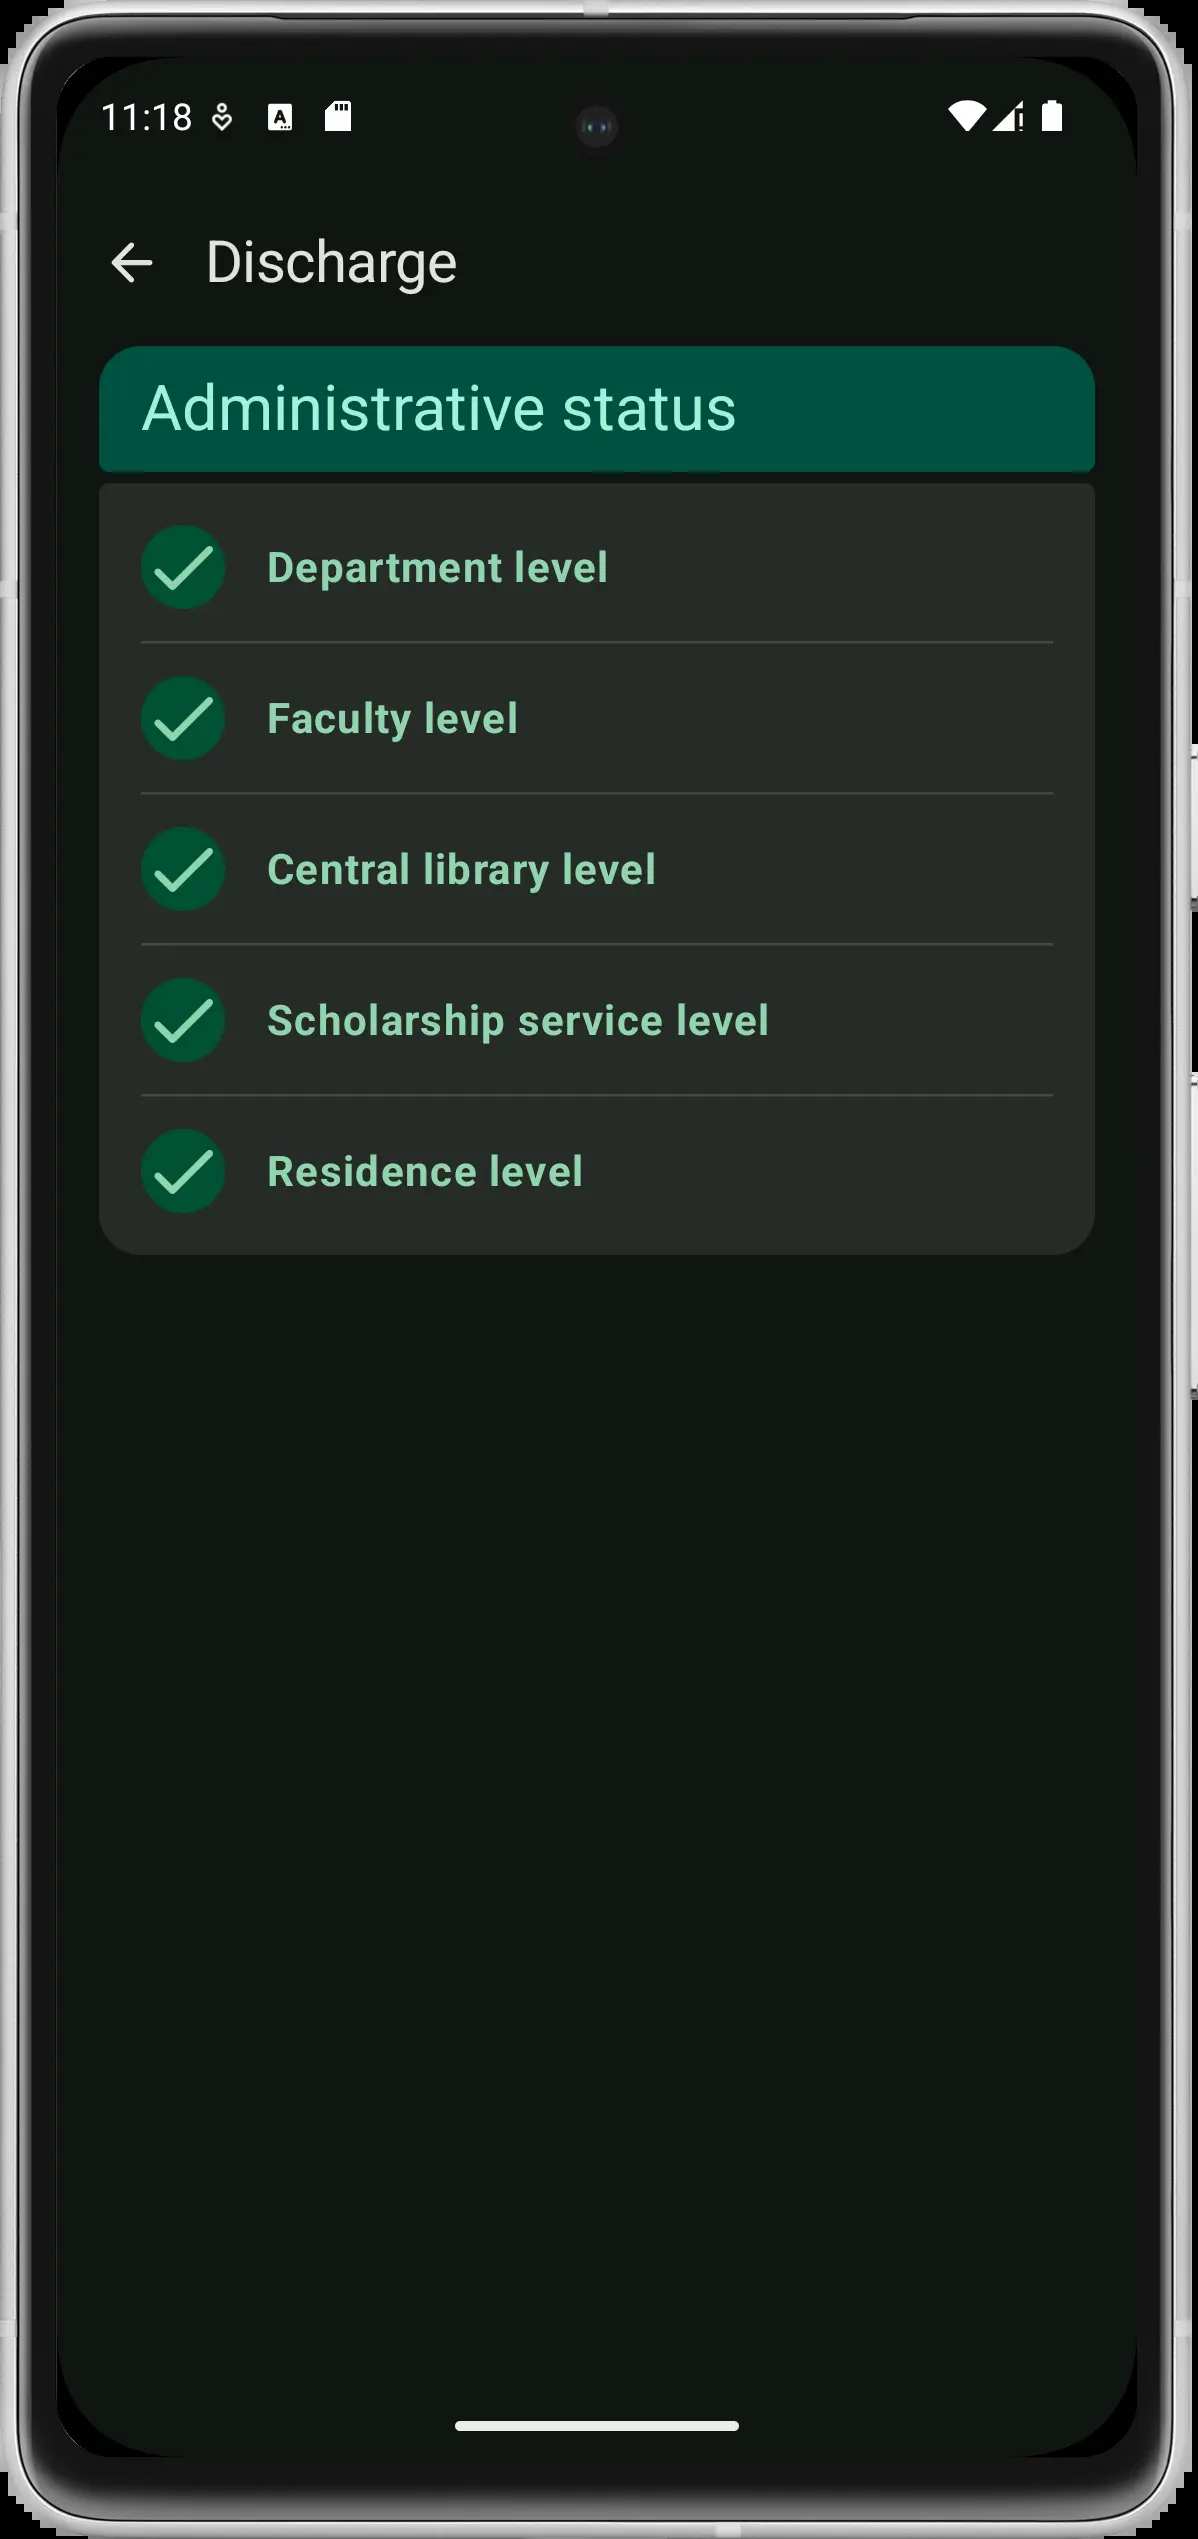 11:18
Discharge
Administrative status
Department level
Faculty level
Central library level
Scholarship service level
Residence level